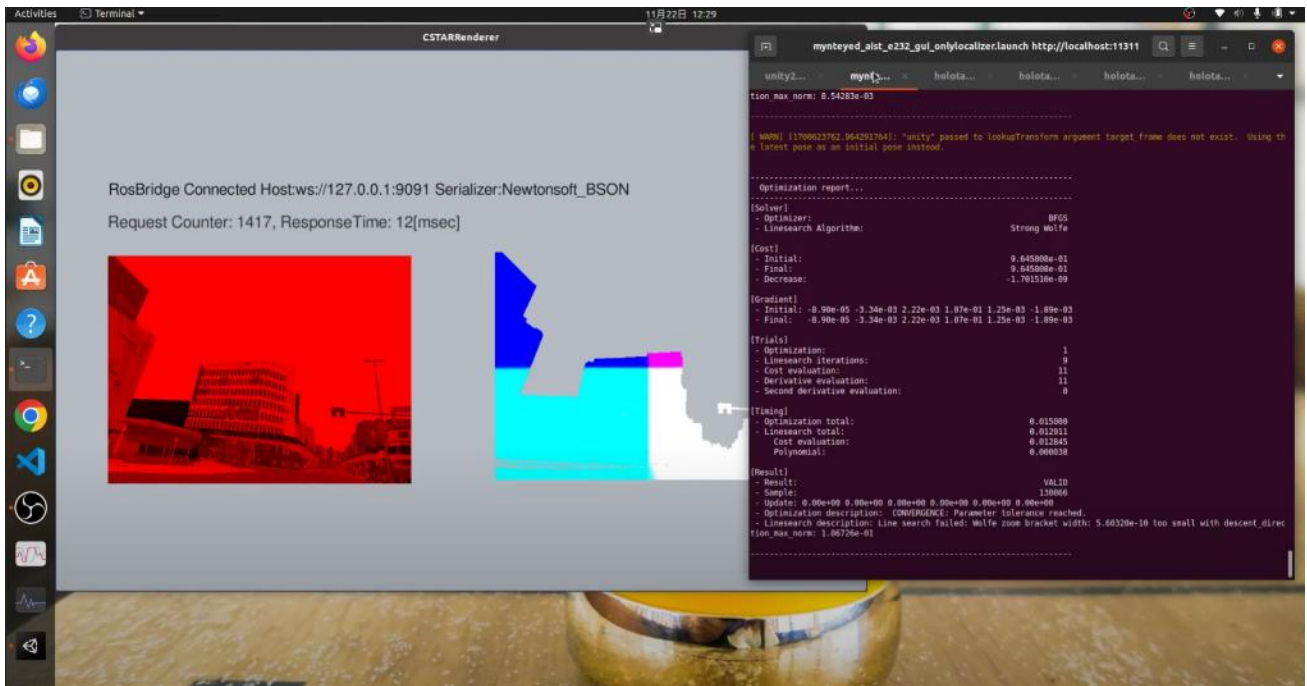 Activities
Terminal
11月22日 12:29
CSTARRenderer
RosBridge Connected Host:ws://127.0.0.1:9091 Serializer:Newtonsoft_BSON
Request Counter: 1417, ResponseTime: 12[msec]
mynteyed_aist_e232_gui_onlylocalizer.launch http://localhost:11311
unity2... mynt... holota... holota... holota... holota...
tion_max_norm: 8.54283e-03
[ WARN] [1700623762.964291764]: "unity" passed to lookupTransform argument target_frame does not exist. Using th
e latest pose as an initial pose instead.
Optimization report...
[Solver]
- Optimizer: BFGS
- Linesearch Algorithm: Strong Wolfe
[Cost]
- Initial: 9.645808e-01
- Final: 9.645808e-01
- Decrease: -1.701510e-09
[Gradient]
- Initial: -8.90e-05 -3.34e-03 2.22e-03 1.07e-01 1.25e-03 -1.89e-03
- Final: -8.90e-05 -3.34e-03 2.22e-03 1.07e-01 1.25e-03 -1.89e-03
[Trials]
- Optimization: 1
- Linesearch iterations: 9
- Cost evaluation: 11
- Derivative evaluation: 11
- Second derivative evaluation: 0
[Timing]
- Optimization total: 0.015000
- Linesearch total: 0.012911
Cost evaluation: 0.012845
Polynomial: 0.000038
[Result]
- Result: VALID
- Sample: 130066
- Update: 0.00e+00 0.00e+00 0.00e+00 0.00e+00 0.00e+00 0.00e+00
- Optimization description: CONVERGENCE: Parameter tolerance reached.
- Linesearch description: Line search failed: Wolfe zoom bracket width: 5.60320e-10 too small with descent_direc
tion_max_norm: 1.06726e-01